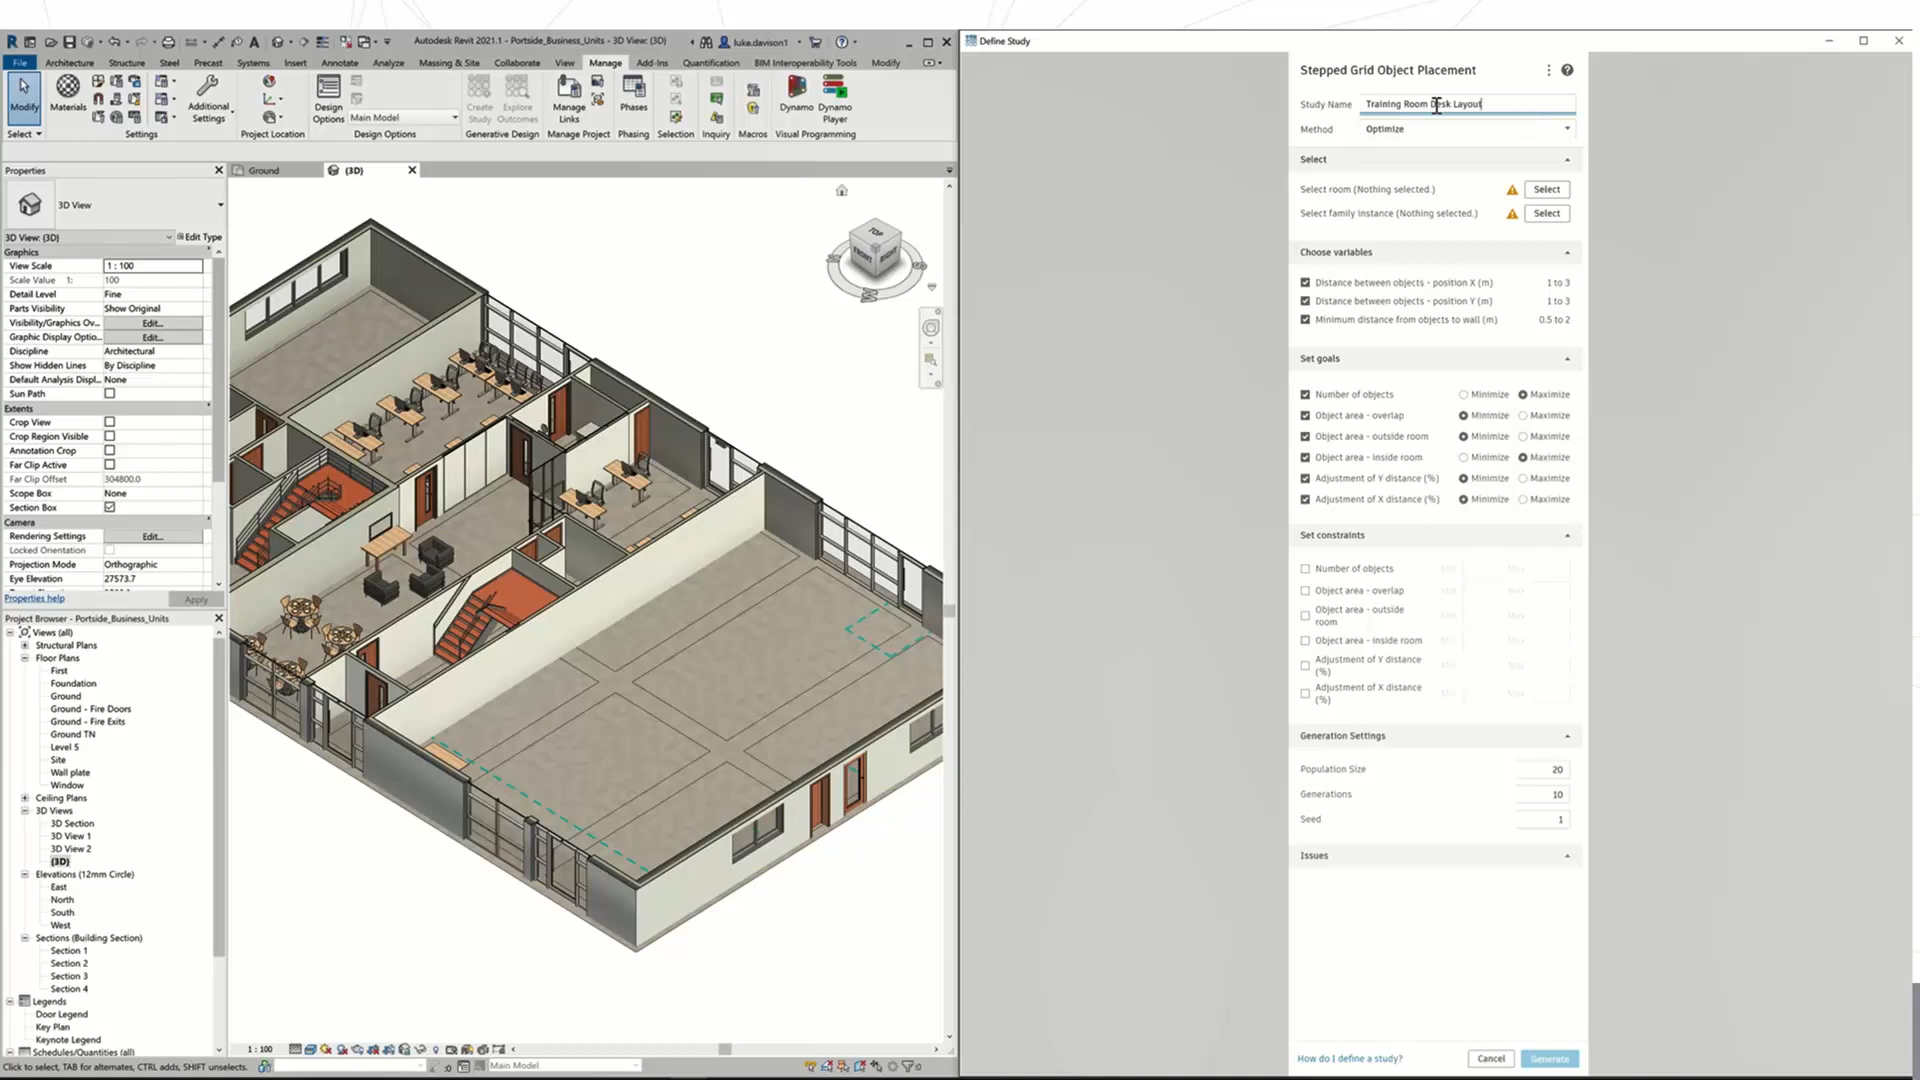 Autodesk Revit 2021.1 - Portside_Business_Units - 3D View: {3D}
luke.davison1
File Architecture Structure Steel Precast Systems Insert Annotate Analyze Massing & Site Collaborate View Manage Add-Ins Quantification BIM Interoperability Tools Modify
Modify
Materials
Additional
Settings
Design
Options
Main Model
Create
Study
Explore
Outcomes
Manage
Links
Phases
Dynamo
Dynamo
Player
Select
Settings
Project Location
Design Options
Generative Design
Manage Project
Phasing
Selection
Inquiry
Macros
Visual Programming
Properties
3D View
3D View: {3D}
Edit Type
Graphics
View Scale 1 : 100
Scale Value 1: 100
Detail Level Fine
Parts Visibility Show Original
Visibility/Graphics Ov... Edit...
Graphic Display Optio... Edit...
Discipline Architectural
Show Hidden Lines By Discipline
Default Analysis Displ... None
Sun Path
Extents
Crop View
Crop Region Visible
Annotation Crop
Far Clip Active
Far Clip Offset 304800.0
Scope Box None
Section Box
Camera
Rendering Settings Edit...
Locked Orientation
Projection Mode Orthographic
Eye Elevation 27573.7
Properties help
Apply
Project Browser - Portside_Business_Units
Views (all)
Structural Plans
Floor Plans
First
Foundation
Ground
Ground - Fire Doors
Ground - Fire Exits
Ground TN
Level 5
Site
Wall plate
Window
Ceiling Plans
3D Views
3D Section
3D View 1
3D View 2
{3D}
Elevations (12mm Circle)
East
North
South
West
Sections (Building Section)
Section 1
Section 2
Section 3
Section 4
Legends
Door Legend
Key Plan
Keynote Legend
Schedules/Quantities (all)
Ground
{3D}
TOP
FRONT
RIGHT
1 : 100
Click to select, TAB for alternates, CTRL adds, SHIFT unselects.
:0
Main Model
:0
Define Study
Stepped Grid Object Placement
Study Name Training Room Desk Layout
Method Optimize
Select
Select room (Nothing selected.) Select
Select family instance (Nothing selected.) Select
Choose variables
Distance between objects - position X (m) 1 to 3
Distance between objects - position Y (m) 1 to 3
Minimum distance from objects to wall (m) 0.5 to 2
Set goals
Number of objects Minimize Maximize
Object area - overlap Minimize Maximize
Object area - outside room Minimize Maximize
Object area - inside room Minimize Maximize
Adjustment of Y distance (%) Minimize Maximize
Adjustment of X distance (%) Minimize Maximize
Set constraints
Number of objects Min Max
Object area - overlap Min Max
Object area - outside
room Min Max
Object area - inside room Min Max
Adjustment of Y distance
(%) Min Max
Adjustment of X distance
(%) Min Max
Generation Settings
Population Size 20
Generations 10
Seed 1
Issues
How do I define a study?
Cancel
Generate